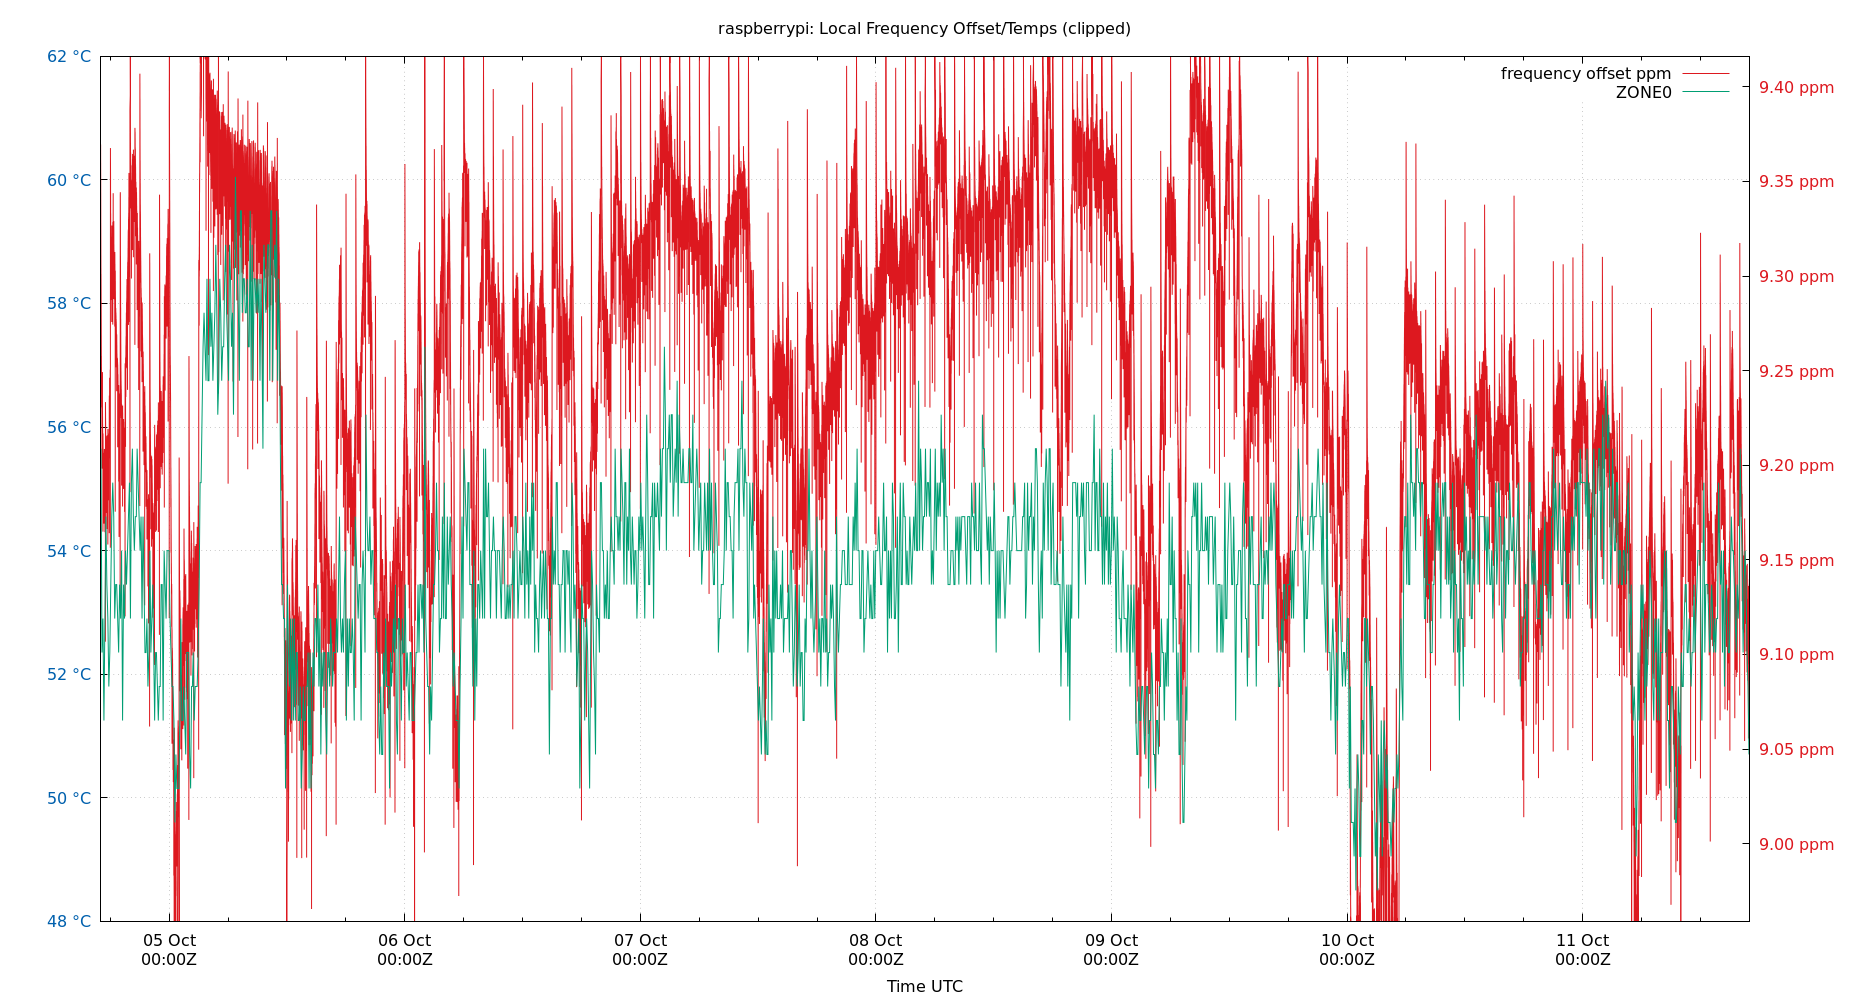 raspberrypi: Local Frequency Offset/Temps (clipped)
frequency offset ppm
ZONE0
62 °C
60 °C
58 °C
56 °C
54 °C
52 °C
50 °C
48 °C
9.40 ppm
9.35 ppm
9.30 ppm
9.25 ppm
9.20 ppm
9.15 ppm
9.10 ppm
9.05 ppm
9.00 ppm
05 Oct
00:00Z
06 Oct
00:00Z
07 Oct
00:00Z
08 Oct
00:00Z
09 Oct
00:00Z
10 Oct
00:00Z
11 Oct
00:00Z
Time UTC